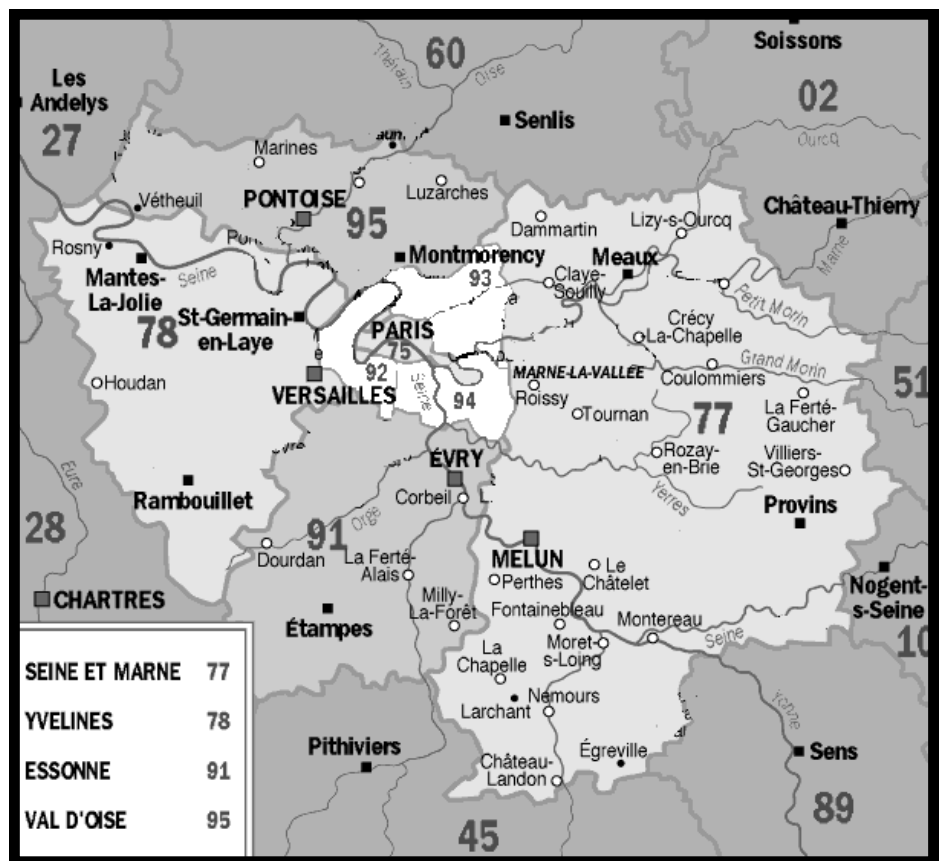 60
Thérain
Oise
Soissons
02
Les
Andelys
27
Senlis
Ourcq
Marines
Luzarches
Vétheuil
PONTOISE
95
Dammartin
Lizy-s-Ourcq
Château-Thierry
Marne
Rosny
Mantes-
La-Jolie
Seine
Montmorency
93
Claye-
Souilly
Meaux
Petit Morin
78
St-Germain-
en-Laye
PARIS
75
Crécy
La-Chapelle
Grand Morin
Houdan
VERSAILLES
92
Seine
94
MARNE-LA-VALLÉE
Roissy
Coulommiers
51
Tournan
77
La Ferté-
Gaucher
Rozay-
en-Brie
Villiers-
St-Georges
Yerres
Provins
Eure
Rambouillet
ÉVRY
Corbeil
28
91
Orge
Dourdan
La Ferté-
Alais
MELUN
Perthes
Le
Châtelet
Nogent-
s-Seine
10
CHARTRES
Étampes
Milly-
La-Forêt
Fontainebleau
Moret-
s-Loing
Montereau
Seine
La
Chapelle
Larchant
Nemours
Yonne
Pithiviers
Château-
Landon
Égreville
Sens
89
45
SEINE ET MARNE 77
YVELINES 78
ESSONNE 91
VAL D'OISE 95